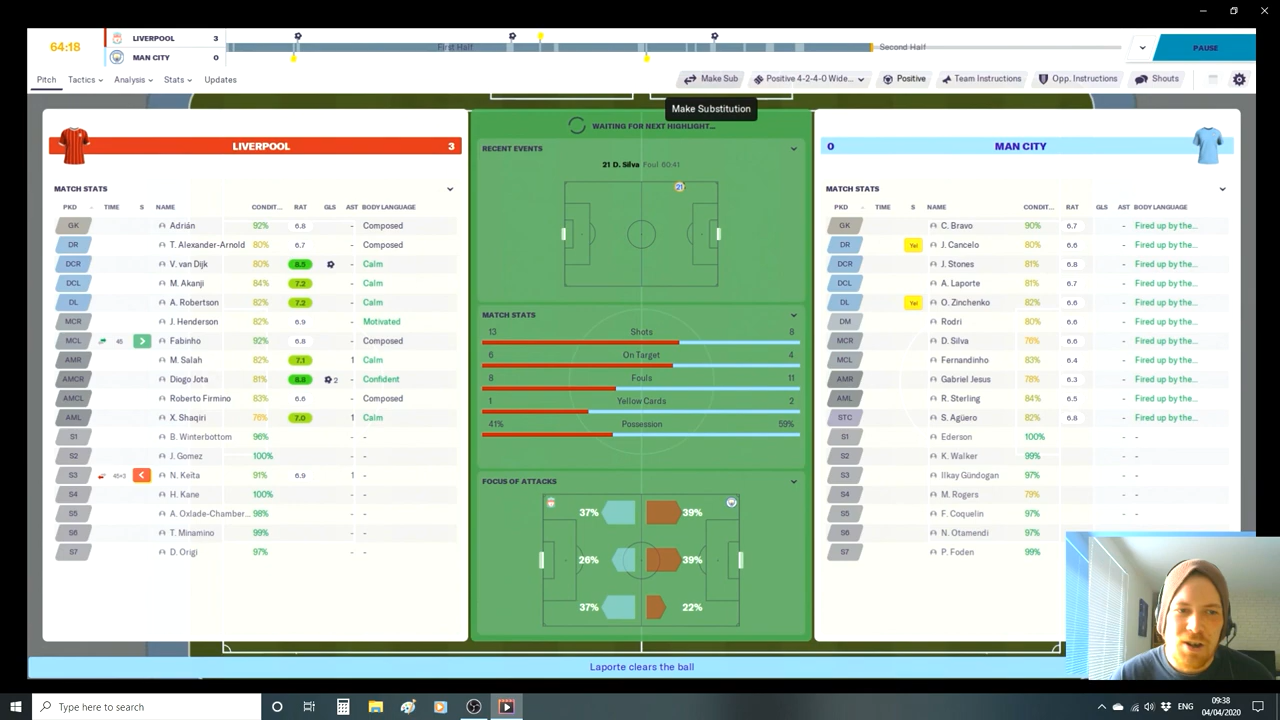 64:18
LIVERPOOL 3
MAN CITY 0
First Half
Second Half
PAUSE
Pitch Tactics Analysis Stats Updates
Make Sub Positive 4-2-4-0 Wide... Positive Team Instructions Opp. Instructions Shouts
Make Substitution
WAITING FOR NEXT HIGHLIGHT...
LIVERPOOL 3
MATCH STATS
PKD TIME S NAME CONDIT... RAT GLS AST BODY LANGUAGE
GK Adrián 92% 6.8 - Composed
DR T. Alexander-Arnold 80% 6.7 - Composed
DCR V. van Dijk 80% 8.5 - Calm
DCL M. Akanji 84% 7.2 - Calm
DL A. Robertson 82% 7.2 - Calm
MCR J. Henderson 82% 6.9 - Motivated
MCL 45 Fabinho 92% 6.8 - Composed
AMR M. Salah 82% 7.1 1 Calm
AMCR Diogo Jota 81% 8.8 2 - Confident
AMCL Roberto Firmino 83% 6.6 - Composed
AML X. Shaqiri 76% 7.0 1 Calm
S1 B. Winterbottom 96% - -
S2 J. Gomez 100% - -
S3 45+3 N. Keïta 91% 6.9 1 -
S4 H. Kane 100% - -
S5 A. Oxlade-Chamber... 98% - -
S6 T. Minamino 99% - -
S7 D. Origi 97% - -
RECENT EVENTS
21 D. Silva Foul 60:41
21
MATCH STATS
13 Shots 8
6 On Target 4
8 Fouls 11
1 Yellow Cards 2
41% Possession 59%
FOCUS OF ATTACKS
37% 39%
26% 39%
37% 22%
0 MAN CITY
MATCH STATS
PKD TIME S NAME CONDIT... RAT GLS AST BODY LANGUAGE
GK C. Bravo 90% 6.7 - Fired up by the...
DR Yel J. Cancelo 80% 6.6 - Fired up by the...
DCR J. Stones 81% 6.8 - Fired up by the...
DCL A. Laporte 81% 6.7 - Fired up by the...
DL Yel O. Zinchenko 82% 6.6 - Fired up by the...
DM Rodri 80% 6.6 - Fired up by the...
MCR D. Silva 76% 6.6 - Fired up by the...
MCL Fernandinho 83% 6.4 - Fired up by the...
AMR Gabriel Jesus 78% 6.3 - Fired up by the...
AML R. Sterling 84% 6.5 - Fired up by the...
STC S. Agüero 82% 6.8 - Fired up by the...
S1 Ederson 100% - -
S2 K. Walker 99% - -
S3 Ilkay Gündogan 97% - -
S4 M. Rogers 79% - -
S5 F. Coquelin 97% - -
S6 N. Otamendi 97% - -
S7 P. Foden 99% - -
Laporte clears the ball
Type here to search
ENG
09:38
04/04/2020